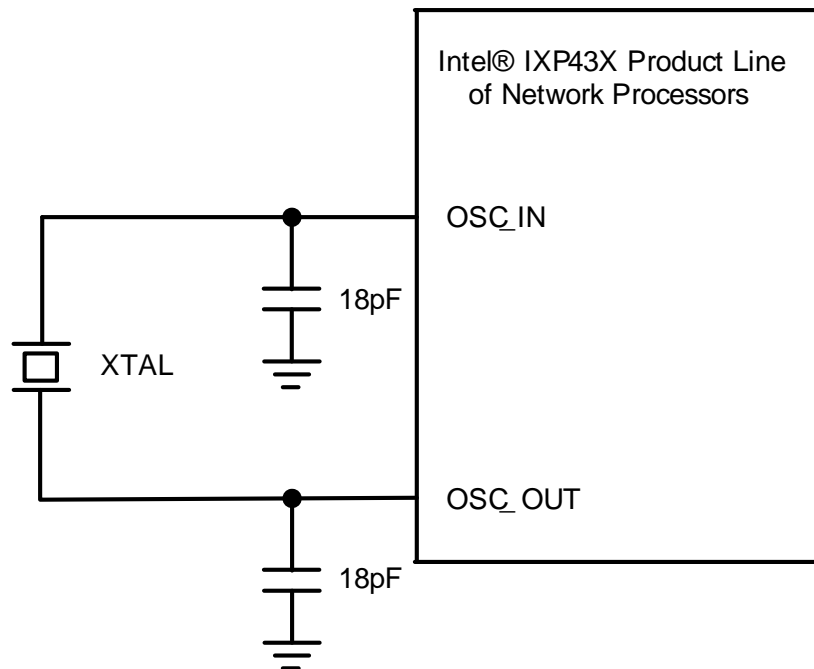 Intel® IXP43X Product Line
of Network Processors
OSC_IN
18pF
XTAL
OSC_OUT
18pF